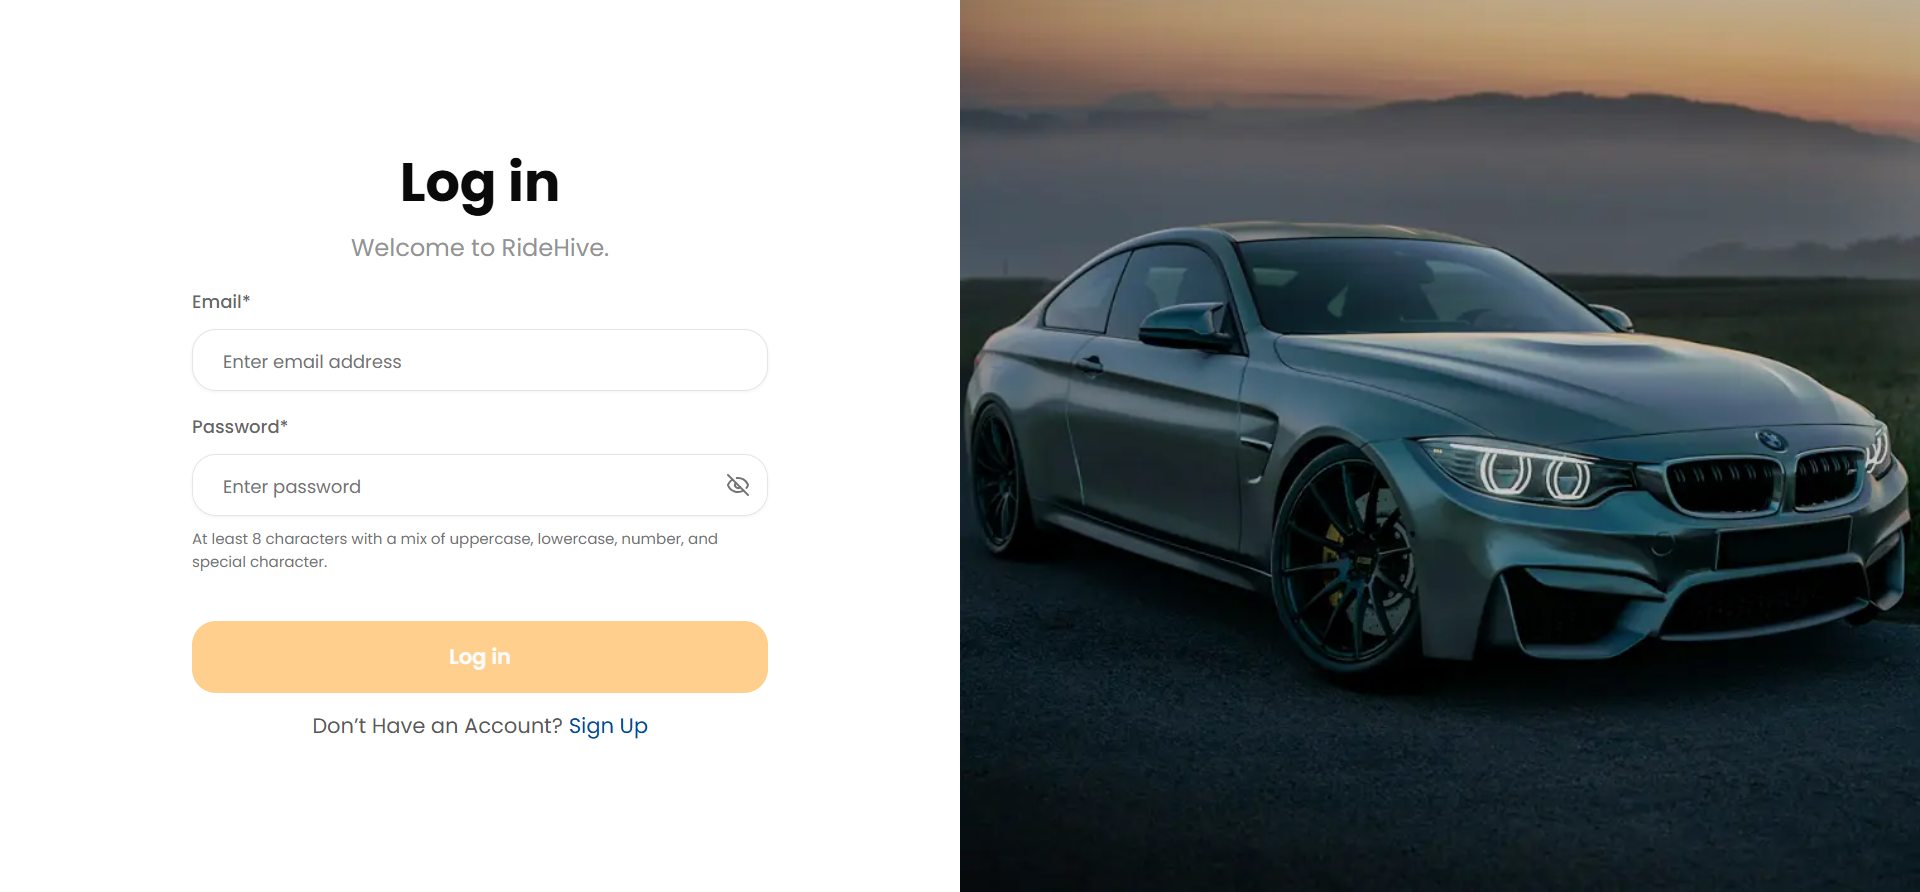 Log in
Welcome to RideHive.
Email*
Enter email address
Password*
Enter password
At least 8 characters with a mix of uppercase, lowercase, number, and
special character.
Log in
Don’t Have an Account? Sign Up